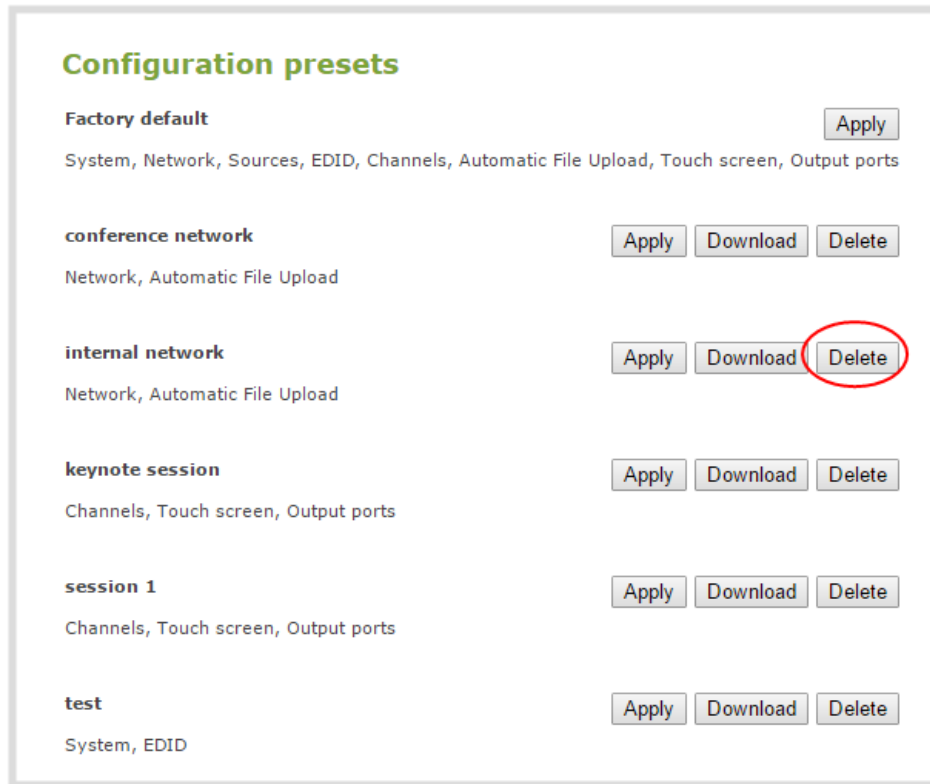 Configuration presets
Factory default
Apply
System, Network, Sources, EDID, Channels, Automatic File Upload, Touch screen, Output ports
conference network
Apply Download Delete
Network, Automatic File Upload
internal network
Apply Download Delete
Network, Automatic File Upload
keynote session
Apply Download Delete
Channels, Touch screen, Output ports
session 1
Apply Download Delete
Channels, Touch screen, Output ports
test
Apply Download Delete
System, EDID